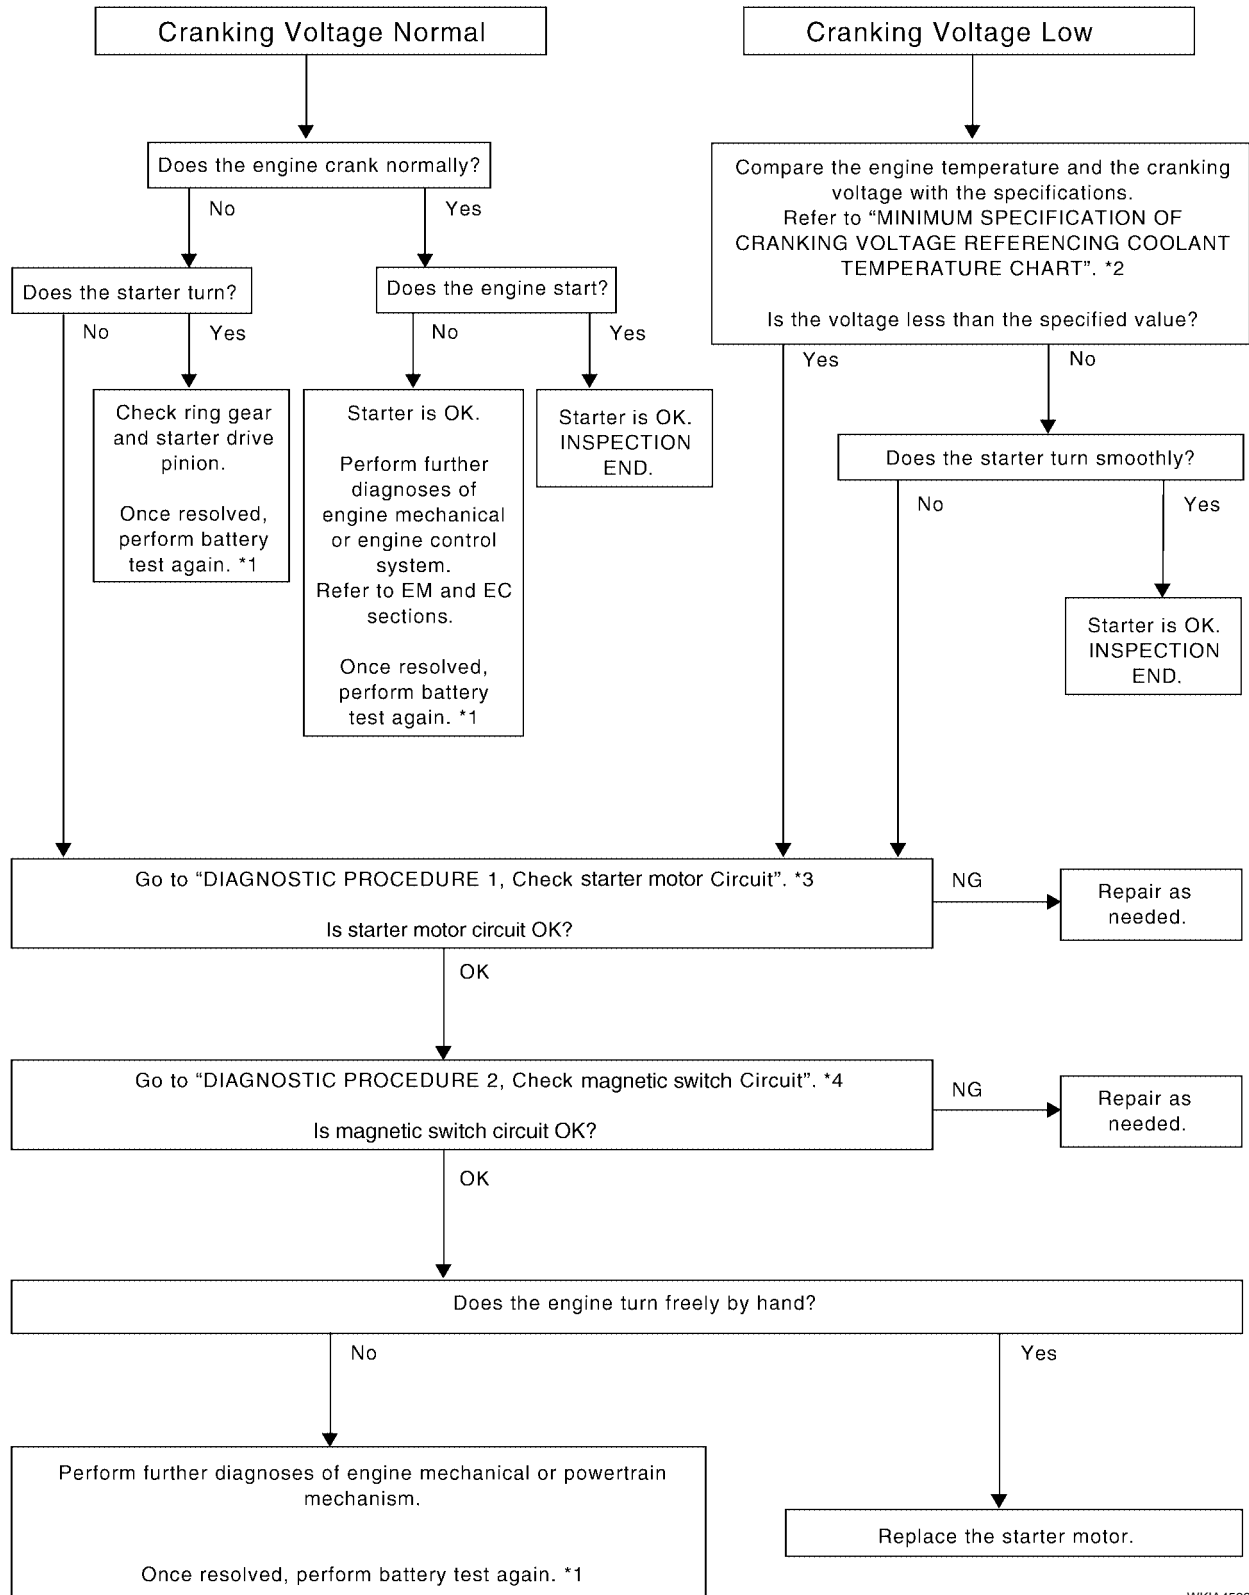 Cranking Voltage Normal
Cranking Voltage Low
Does the engine crank normally?
No
Yes
Does the starter turn?
No
Yes
Does the engine start?
No
Yes
Check ring gear
and starter drive
pinion.
Once resolved,
perform battery
test again. *1
Starter is OK.
Perform further
diagnoses of
engine mechanical
or engine control
system.
Refer to EM and EC
sections.
Once resolved,
perform battery
test again. *1
Starter is OK.
INSPECTION
END.
Compare the engine temperature and the cranking
voltage with the specifications.
Refer to “MINIMUM SPECIFICATION OF
CRANKING VOLTAGE REFERENCING COOLANT
TEMPERATURE CHART”. *2
Is the voltage less than the specified value?
Yes
No
Does the starter turn smoothly?
No
Yes
Starter is OK.
INSPECTION
END.
Go to “DIAGNOSTIC PROCEDURE 1, Check starter motor Circuit”. *3
Is starter motor circuit OK?
NG
Repair as
needed.
OK
Go to “DIAGNOSTIC PROCEDURE 2, Check magnetic switch Circuit”. *4
Is magnetic switch circuit OK?
NG
Repair as
needed.
OK
Does the engine turn freely by hand?
No
Yes
Perform further diagnoses of engine mechanical or powertrain
mechanism.
Once resolved, perform battery test again. *1
Replace the starter motor.